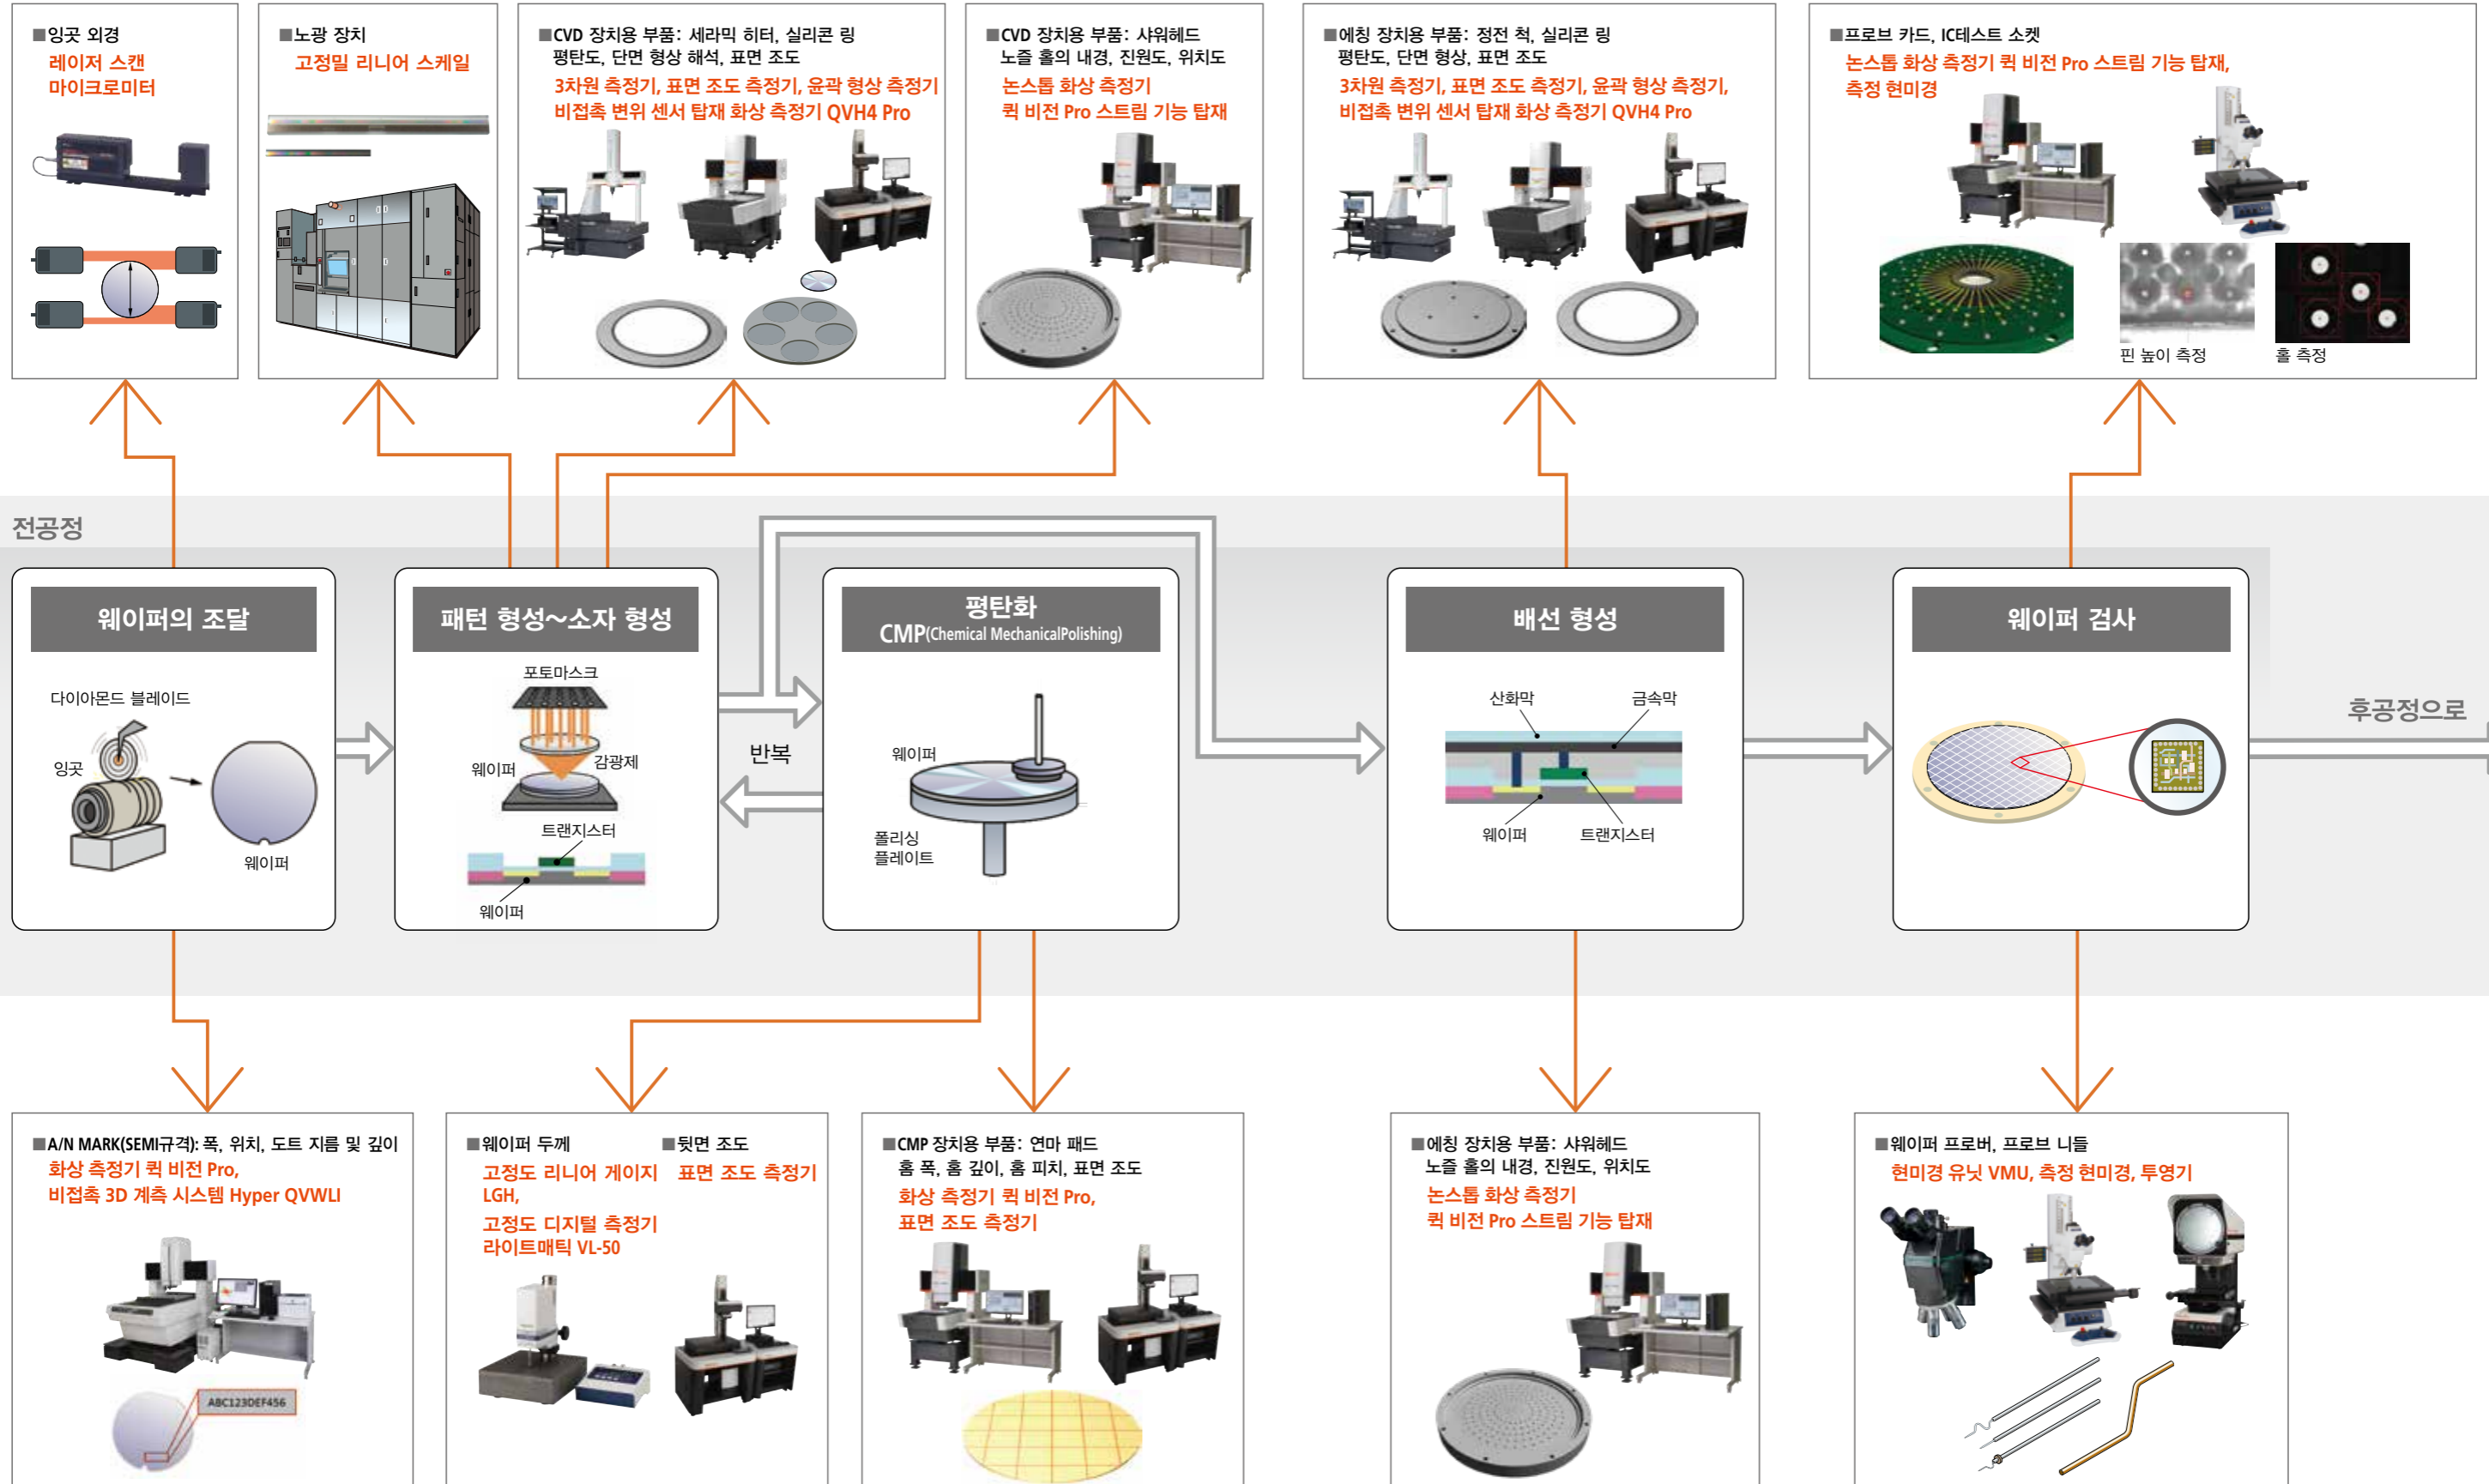 ■잉곳 외경
레이저 스캔
마이크로미터
■노광 장치
고정밀 리니어 스케일
■CVD 장치용 부품: 세라믹 히터, 실리콘 링
평탄도, 단면 형상 해석, 표면 조도
3차원 측정기, 표면 조도 측정기, 윤곽 형상 측정기
비접촉 변위 센서 탑재 화상 측정기 QVH4 Pro
■CVD 장치용 부품: 샤워헤드
노즐 홀의 내경, 진원도, 위치도
논스톱 화상 측정기
퀵 비전 Pro 스트림 기능 탑재
■에칭 장치용 부품: 정전 척, 실리콘 링
평탄도, 단면 형상, 표면 조도
3차원 측정기, 표면 조도 측정기, 윤곽 형상 측정기,
비접촉 변위 센서 탑재 화상 측정기 QVH4 Pro
■프로브 카드, IC테스트 소켓
논스톱 화상 측정기 퀵 비전 Pro 스트림 기능 탑재,
측정 현미경
핀 높이 측정
홀 측정
전공정
웨이퍼의 조달
다이아몬드 블레이드
잉곳
웨이퍼
패턴 형성~소자 형성
포토마스크
웨이퍼
감광제
트랜지스터
웨이퍼
반복
평탄화
CMP(Chemical MechanicalPolishing)
웨이퍼
폴리싱
플레이트
배선 형성
산화막
금속막
웨이퍼
트랜지스터
웨이퍼 검사
후공정으로
■A/N MARK(SEMI규격): 폭, 위치, 도트 지름 및 깊이
화상 측정기 퀵 비전 Pro,
비접촉 3D 계측 시스템 Hyper QVWLI
ABC123DEF456
■웨이퍼 두께
고정도 리니어 게이지
LGH,
고정도 디지털 측정기
라이트매틱 VL-50
■뒷면 조도
표면 조도 측정기
■CMP 장치용 부품: 연마 패드
홈 폭, 홈 깊이, 홈 피치, 표면 조도
화상 측정기 퀵 비전 Pro,
표면 조도 측정기
■에칭 장치용 부품: 샤워헤드
노즐 홀의 내경, 진원도, 위치도
논스톱 화상 측정기
퀵 비전 Pro 스트림 기능 탑재
■웨이퍼 프로버, 프로브 니들
현미경 유닛 VMU, 측정 현미경, 투영기